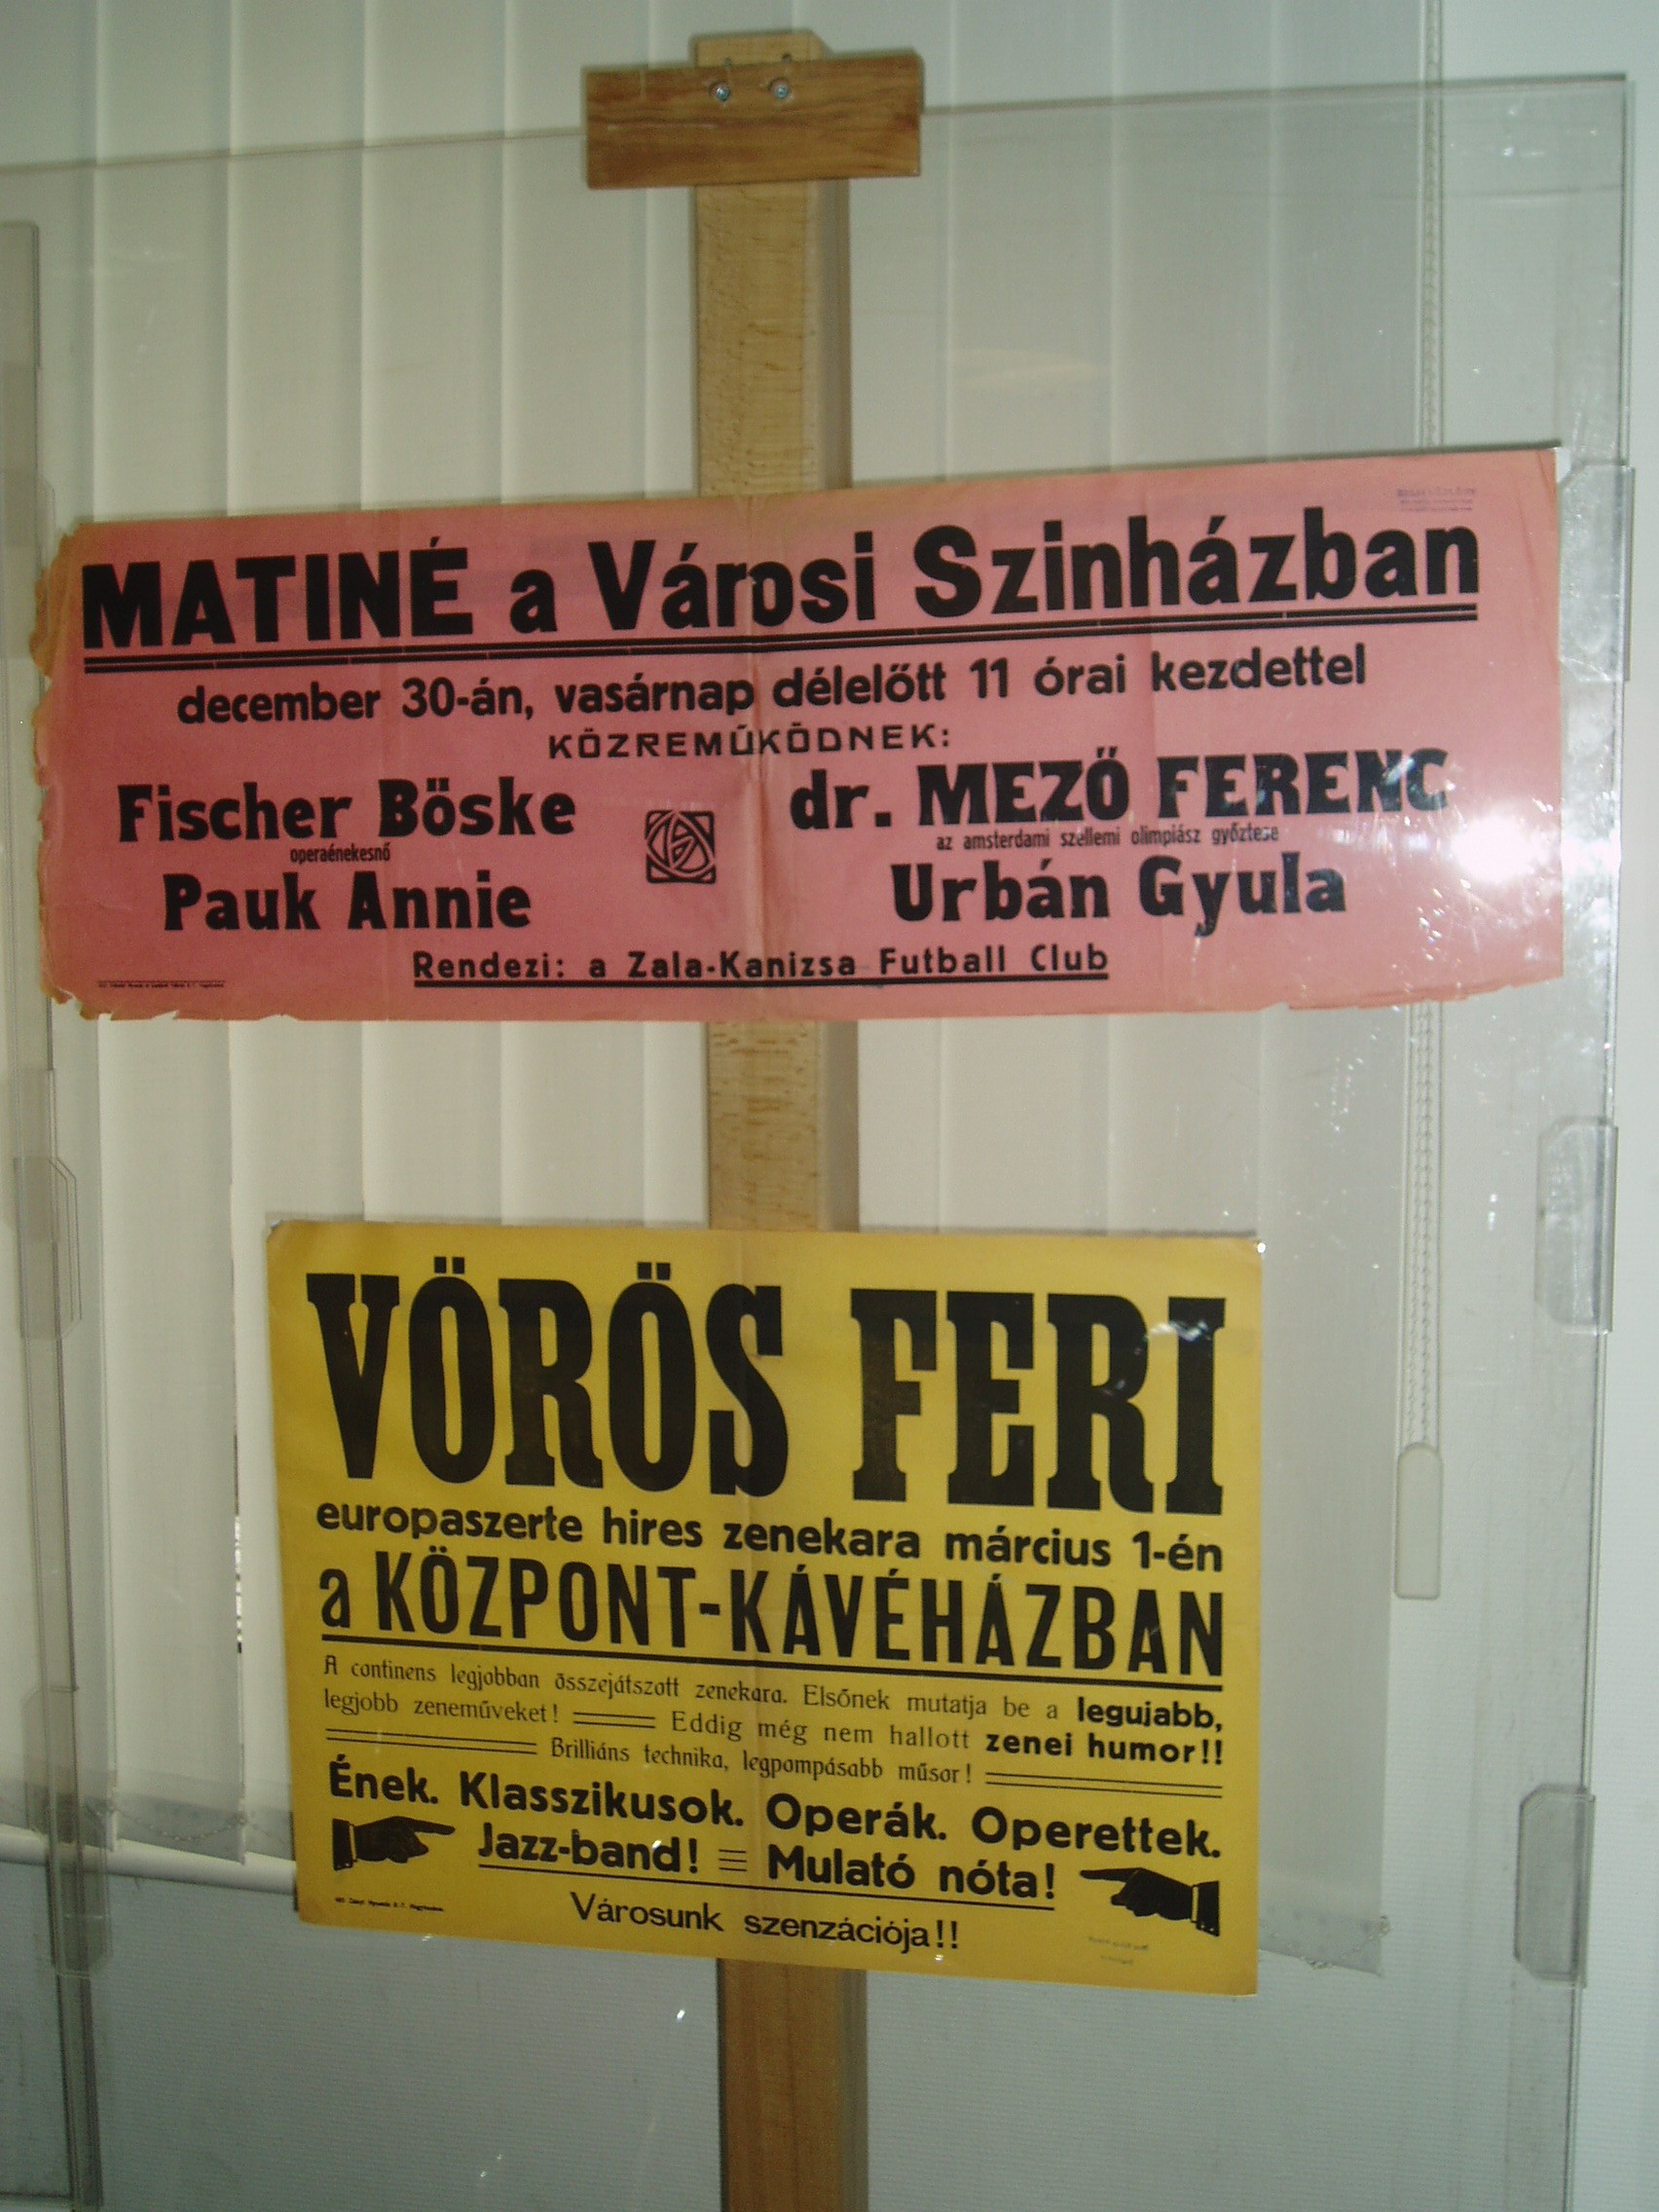 MATINÉ a Városi Szinházban
december 30-án, vasárnap délelőtt 11 órai kezdettel
KÖZREMŰKÖDNEK:
Fischer Böske
operaénekesnő
Pauk Annie
dr. MEZŐ FERENC
az amsterdami szellemi olimpiász győztese
Urbán Gyula
Rendezi: a Zala-Kanizsa Futball Club
VÖRÖS FERI
europaszerte hires zenekara március 1-én
a KÖZPONT-KÁVÉHÁZBAN
A continens legjobban összejátszott zenekara. Elsőnek mutatja be a legujabb,
legjobb zeneműveket! Eddig még nem hallott zenei humor!!
Brilliáns technika, legpompásabb műsor!
Ének. Klasszikusok. Operák. Operettek.
Jazz-band! Mulató nóta!
Városunk szenzációja!!